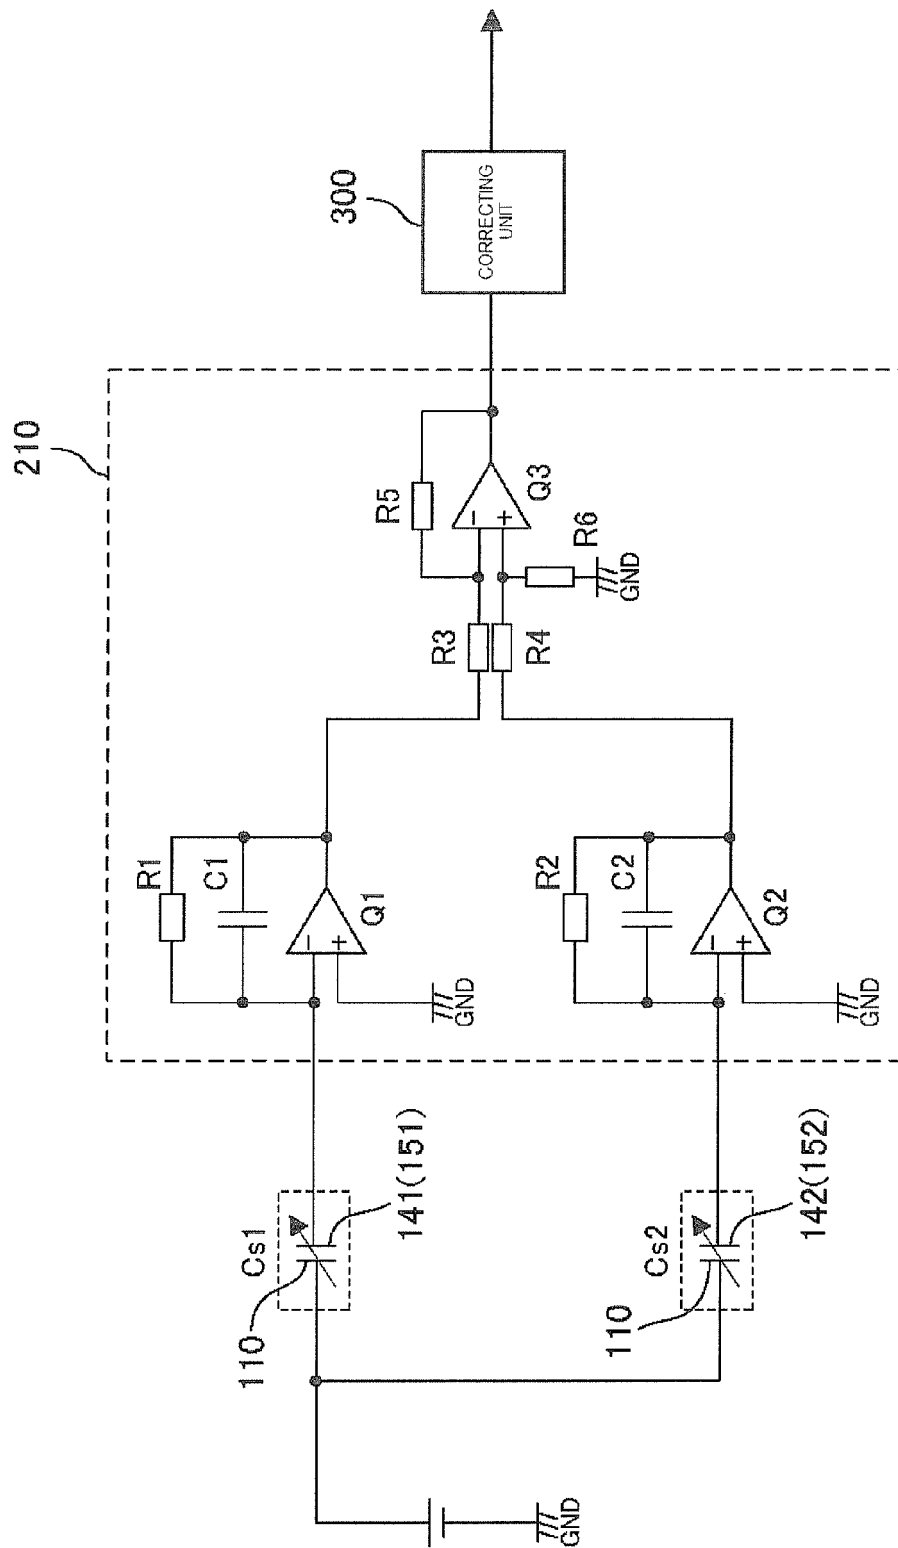 210
300
CORRECTING
UNIT
R5
Q3
R6
GND
R3
R4
R1
C1
Q1
GND
R2
C2
Q2
GND
Cs1
110
141(151)
Cs2
110
142(152)
GND